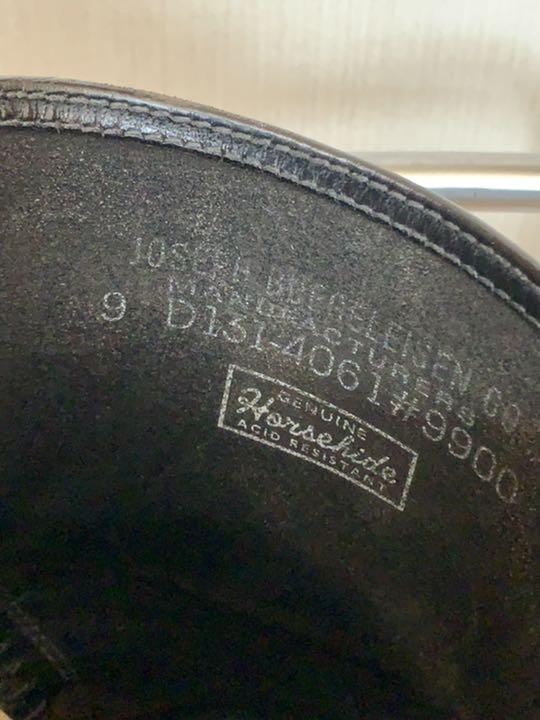 JOSEPH BUEGELEISEN CO
MANUFACTURERS
9 D131-4061#9900
GENUINE
Horsehide
ACID RESISTANT